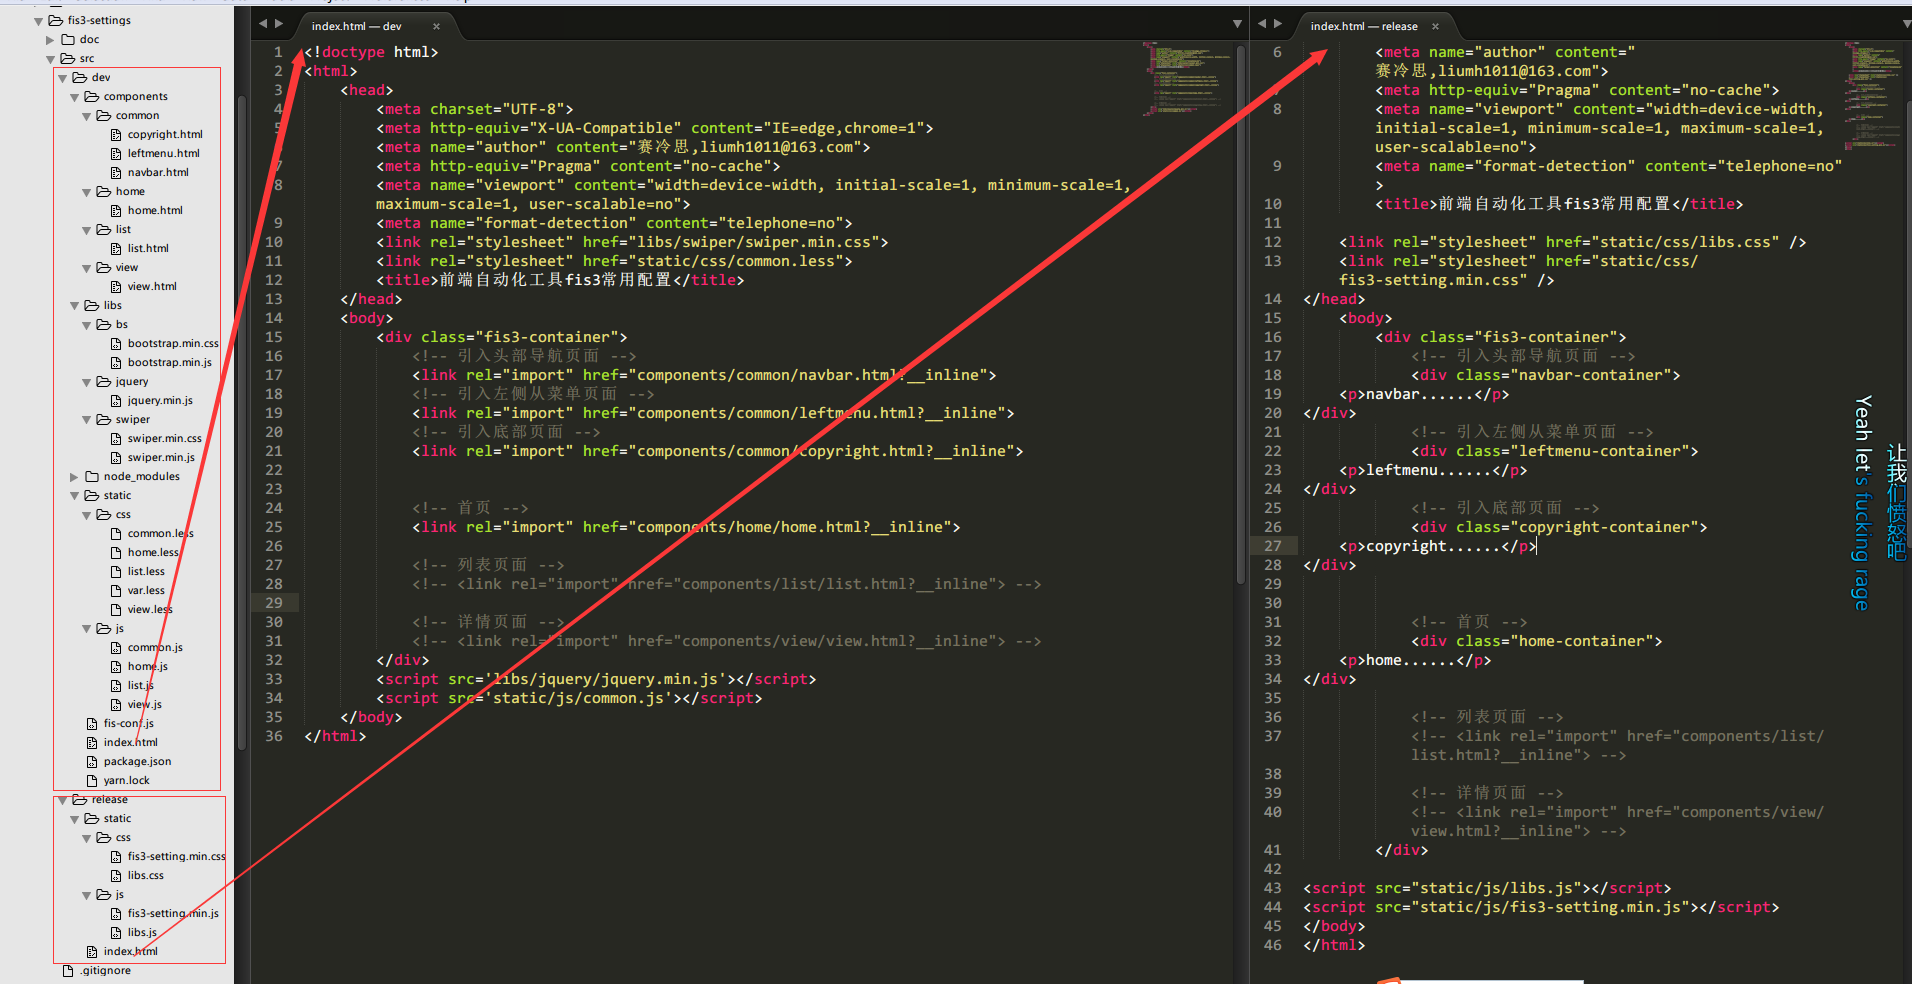 fis3-settings
doc
src
dev
components
common
copyright.html
leftmenu.html
navbar.html
home
home.html
list
list.html
view
view.html
libs
bs
bootstrap.min.css
bootstrap.min.js
jquery
jquery.min.js
swiper
swiper.min.css
swiper.min.js
node_modules
static
css
common.less
home.less
list.less
var.less
view.less
js
common.js
home.js
list.js
view.js
fis-conf.js
index.html
package.json
yarn.lock
release
static
css
fis3-setting.min.css
libs.css
js
fis3-setting.min.js
libs.js
index.html
.gitignore
index.html — dev
1 <!doctype html>
2 <html>
3 <head>
4 <meta charset="UTF-8">
5 <meta http-equiv="X-UA-Compatible" content="IE=edge,chrome=1">
<meta name="author" content="赛冷思,liumh1011@163.com">
7 <meta http-equiv="Pragma" content="no-cache">
8 <meta name="viewport" content="width=device-width, initial-scale=1, minimum-scale=1,
maximum-scale=1, user-scalable=no">
9 <meta name="format-detection" content="telephone=no">
10 <link rel="stylesheet" href="libs/swiper/swiper.min.css">
11 <link rel="stylesheet" href="static/css/common.less">
12 <title>前端自动化工具fis3常用配置</title>
13 </head>
14 <body>
15 <div class="fis3-container">
16 <!-- 引入头部导航页面 -->
17 <link rel="import" href="components/common/navbar.html?__inline">
18 <!-- 引入左侧从菜单页面 -->
19 <link rel="import" href="components/common/leftmenu.html?__inline">
20 <!-- 引入底部页面 -->
21 <link rel="import" href="components/common/copyright.html?__inline">
22
23
24 <!-- 首页 -->
25 <link rel="import" href="components/home/home.html?__inline">
26
27 <!-- 列表页面 -->
28 <!-- <link rel="import" href="components/list/list.html?__inline"> -->
29
30 <!-- 详情页面 -->
31 <!-- <link rel="import" href="components/view/view.html?__inline"> -->
32 </div>
33 <script src='libs/jquery/jquery.min.js'></script>
34 <script src='static/js/common.js'></script>
35 </body>
36 </html>
index.html — release
6 <meta name="author" content="
赛冷思,liumh1011@163.com">
<meta http-equiv="Pragma" content="no-cache">
8 <meta name="viewport" content="width=device-width,
initial-scale=1, minimum-scale=1, maximum-scale=1,
user-scalable=no">
9 <meta name="format-detection" content="telephone=no"
>
10 <title>前端自动化工具fis3常用配置</title>
11
12 <link rel="stylesheet" href="static/css/libs.css" />
13 <link rel="stylesheet" href="static/css/
fis3-setting.min.css" />
14 </head>
15 <body>
16 <div class="fis3-container">
17 <!-- 引入头部导航页面 -->
18 <div class="navbar-container">
19 <p>navbar......</p>
20 </div>
21 <!-- 引入左侧从菜单页面 -->
22 <div class="leftmenu-container">
23 <p>leftmenu......</p>
24 </div>
25 <!-- 引入底部页面 -->
26 <div class="copyright-container">
27 <p>copyright......</p>
28 </div>
29
30
31 <!-- 首页 -->
32 <div class="home-container">
33 <p>home......</p>
34 </div>
35
36 <!-- 列表页面 -->
37 <!-- <link rel="import" href="components/list/
list.html?__inline"> -->
38
39 <!-- 详情页面 -->
40 <!-- <link rel="import" href="components/view/
view.html?__inline"> -->
41 </div>
42
43 <script src="static/js/libs.js"></script>
44 <script src="static/js/fis3-setting.min.js"></script>
45 </body>
46 </html>
Yeah let's fucking rage
让我们愤怒吧